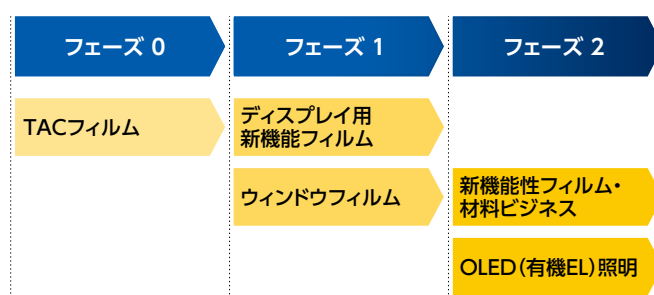 フェーズ 0
フェーズ 1
フェーズ 2
TACフィルム
ディスプレイ用
新機能フィルム
ウィンドウフィルム
新機能性フィルム・
材料ビジネス
OLED（有機EL）照明